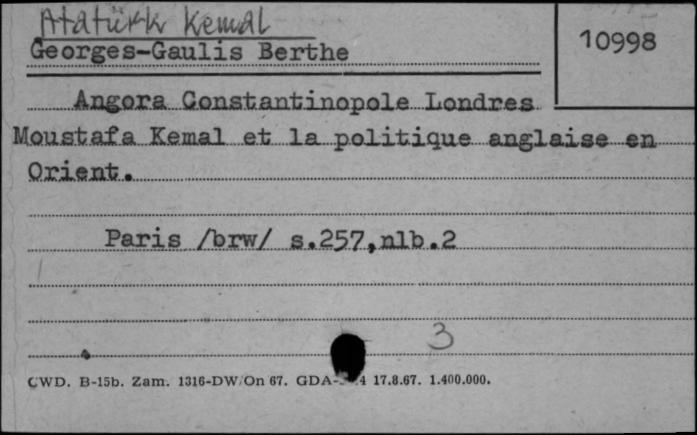 Atatürk Kemal
Georges-Gaulis Berthe
10998
Angora Constantinopole Londres
Moustafa Kemal et la politique anglaise en
Orient.
Paris /brw/ s.257,nlb.2
3
CWD. B-15b. Zam. 1316-DW/On 67. GDA- 4 17.8.67. 1.400.000.